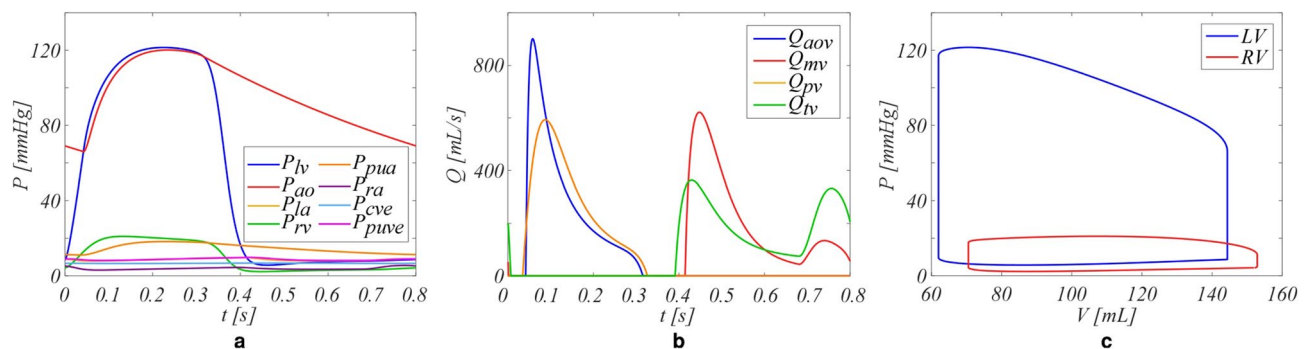 P [mmHg]
120
80
40
0
0 0.1 0.2 0.3 0.4 0.5 0.6 0.7 0.8
t [s]
P_lv P_pua
P_ao P_ra
P_la P_cve
P_rv P_puve
a
Q [mL/s]
800
400
0
0.1 0.2 0.3 0.4 0.5 0.6 0.7 0.8
t [s]
Q_aov
Q_mv
Q_pv
Q_tv
b
P [mmHg]
120
80
40
0
60 80 100 120 140 160
V [mL]
LV
RV
c